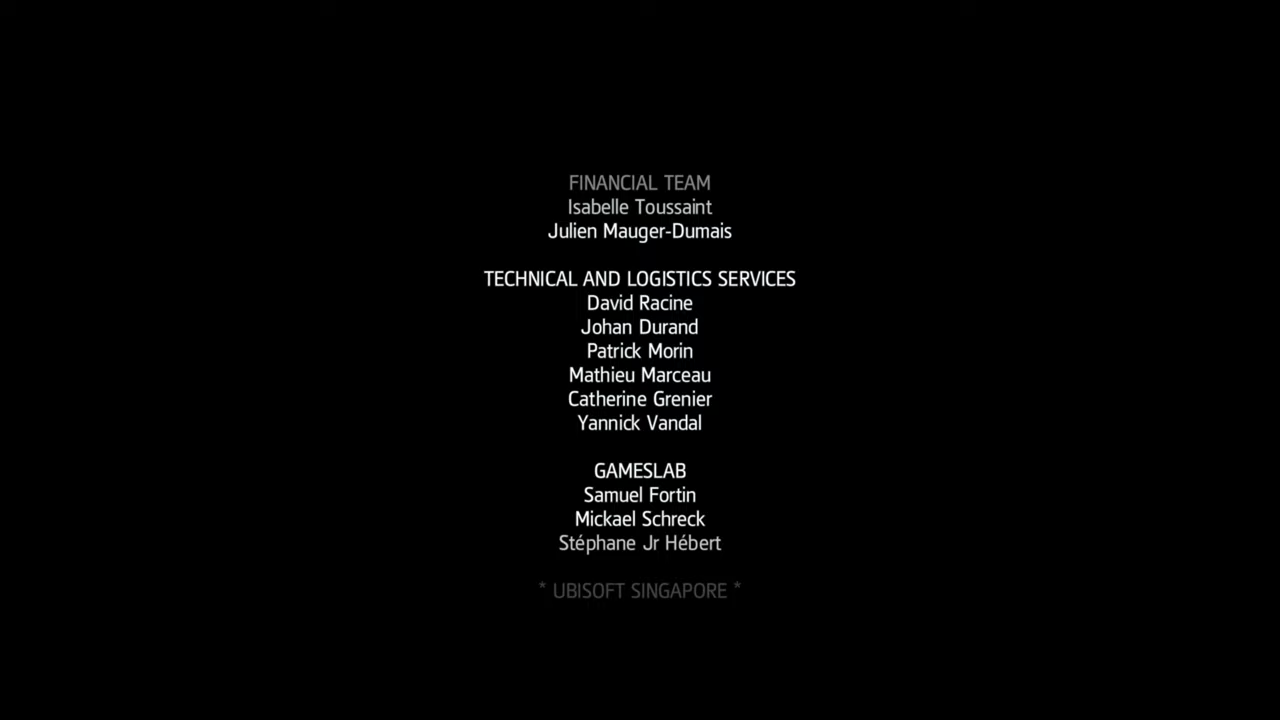 FINANCIAL TEAM
Isabelle Toussaint
Julien Mauger-Dumais
TECHNICAL AND LOGISTICS SERVICES
David Racine
Johan Durand
Patrick Morin
Mathieu Marceau
Catherine Grenier
Yannick Vandal
GAMESLAB
Samuel Fortin
Mickael Schreck
Stéphane Jr Hébert
* UBISOFT SINGAPORE *